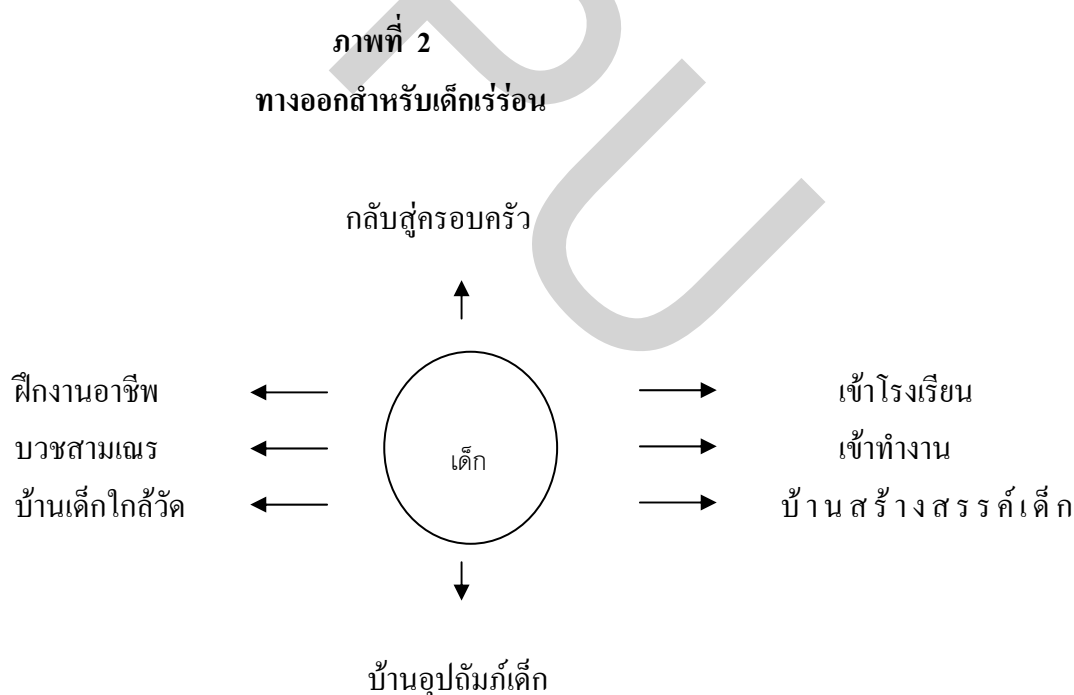 ภาพที่ 2
ทางออกสำหรับเด็กเร่ร่อน
กลับสู่ครอบครัว
ฝึกงานอาชีพ เข้าโรงเรียน
บวชสามเณร เด็ก เข้าทำงาน
บ้านเด็กใกล้วัด บ้านสร้างสรรค์เด็ก
บ้านอุปถัมภ์เด็ก